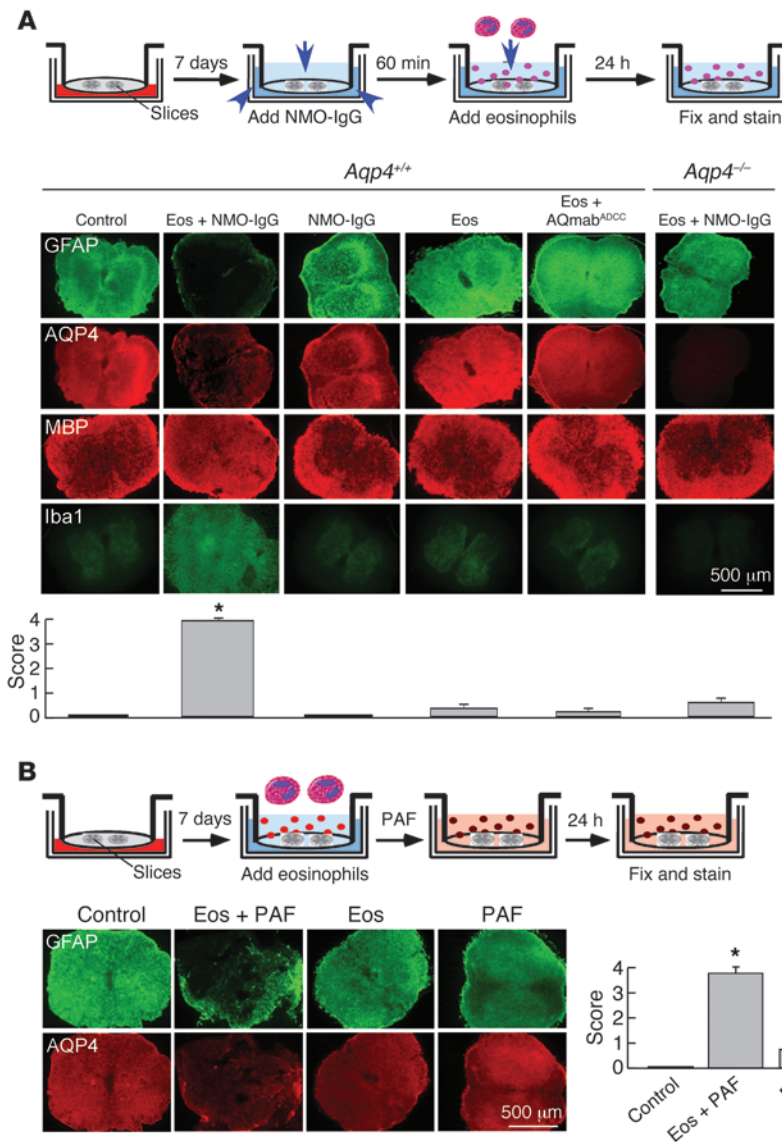 A
7 days
60 min
24 h
Slices
Add NMO-IgG
Add eosinophils
Fix and stain
Aqp4+/+
Aqp4–/–
Control
Eos + NMO-IgG
NMO-IgG
Eos
Eos +
AQmabADCC
Eos + NMO-IgG
GFAP
AQP4
MBP
Iba1
500 μm
4
3
2
1
0
Score
*
B
7 days
PAF
24 h
Slices
Add eosinophils
Fix and stain
Control
Eos + PAF
Eos
PAF
GFAP
AQP4
500 μm
4
3
2
1
0
Score
*
Control
Eos + PAF